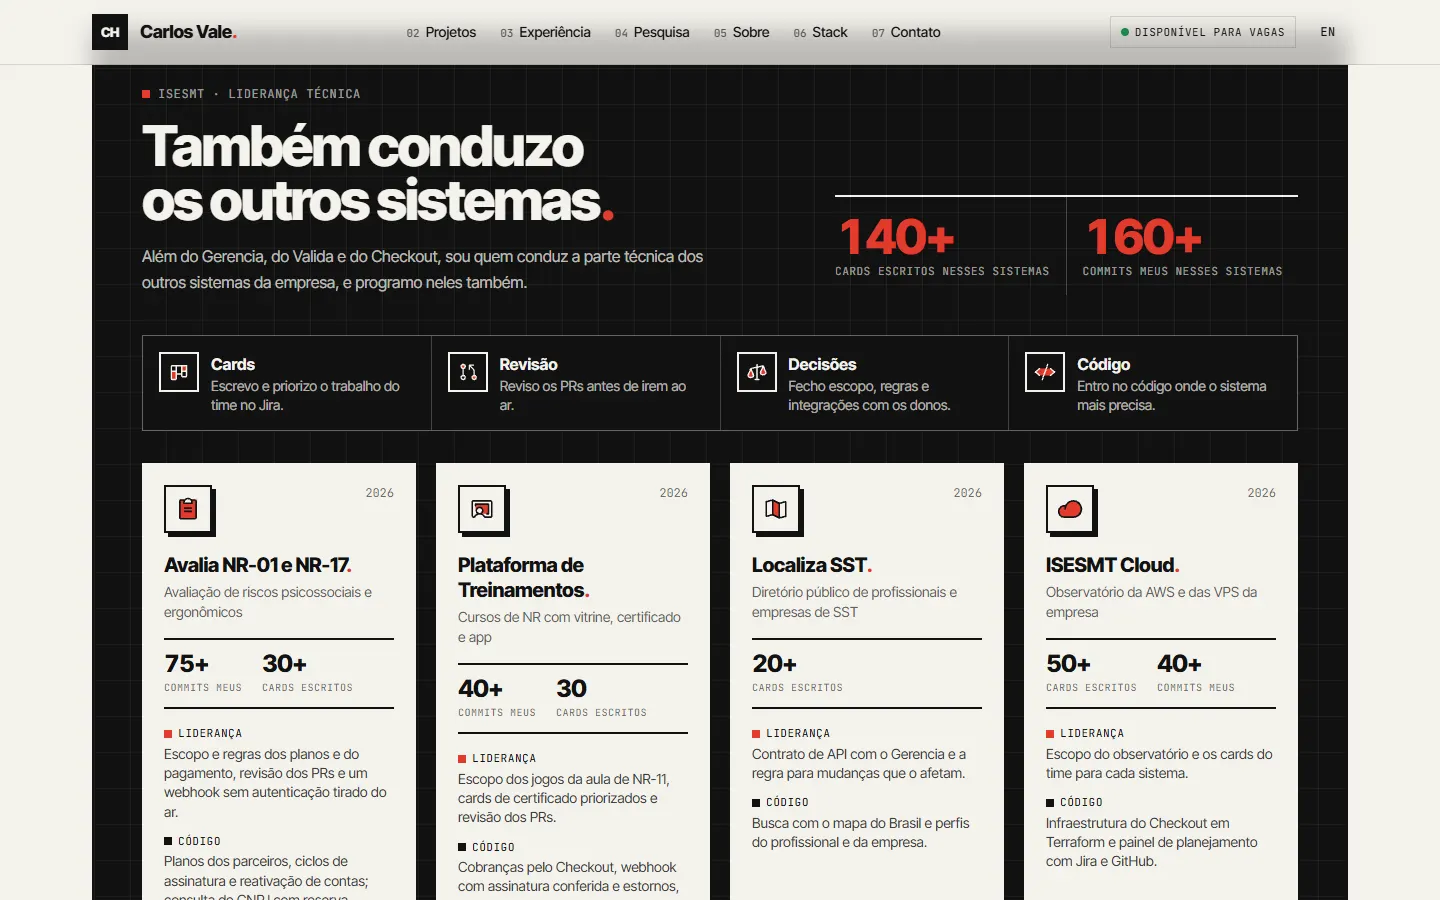 CH Carlos Vale.
02 Projetos 03 Experiência 04 Pesquisa 05 Sobre 06 Stack 07 Contato
DISPONÍVEL PARA VAGAS
EN
ISESMT · LIDERANÇA TÉCNICA
Também conduzo
os outros sistemas.
Além do Gerencia, do Valida e do Checkout, sou quem conduz a parte técnica dos
outros sistemas da empresa, e programo neles também.
140+
CARDS ESCRITOS NESSES SISTEMAS
160+
COMMITS MEUS NESSES SISTEMAS
Cards
Escrevo e priorizo o trabalho do
time no Jira.
Revisão
Reviso os PRs antes de irem ao
ar.
Decisões
Fecho escopo, regras e
integrações com os donos.
Código
Entro no código onde o sistema
mais precisa.
2026
Avalia NR-01 e NR-17.
Avaliação de riscos psicossociais e
ergonômicos
75+ 30+
COMMITS MEUS CARDS ESCRITOS
LIDERANÇA
Escopo e regras dos planos e do
pagamento, revisão dos PRs e um
webhook sem autenticação tirado do
ar.
CÓDIGO
Planos dos parceiros, ciclos de
assinatura e reativação de contas;
consulta de CNPJ com reserva
2026
Plataforma de
Treinamentos.
Cursos de NR com vitrine, certificado
e app
40+ 30
COMMITS MEUS CARDS ESCRITOS
LIDERANÇA
Escopo dos jogos da aula de NR-11,
cards de certificado priorizados e
revisão dos PRs.
CÓDIGO
Cobranças pelo Checkout, webhook
com assinatura conferida e estornos,
2026
Localiza SST.
Diretório público de profissionais e
empresas de SST
20+
CARDS ESCRITOS
LIDERANÇA
Contrato de API com o Gerencia e a
regra para mudanças que o afetam.
CÓDIGO
Busca com o mapa do Brasil e perfis
do profissional e da empresa.
2026
ISESMT Cloud.
Observatório da AWS e das VPS da
empresa
50+ 40+
CARDS ESCRITOS COMMITS MEUS
LIDERANÇA
Escopo do observatório e os cards do
time para cada sistema.
CÓDIGO
Infraestrutura do Checkout em
Terraform e painel de planejamento
com Jira e GitHub.